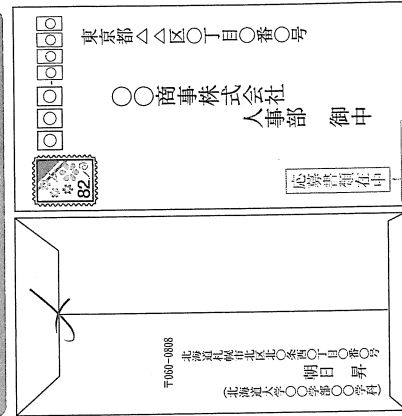 ○○○-○○○○
82
東京都△△区○丁目○番○号
○○商事株式会社
人事部 御中
応募書類在中
〒060-0808
北海道札幌市北区北○条西○丁目○番○号
朝日 昇
(北海道大学○○学部○○学科)